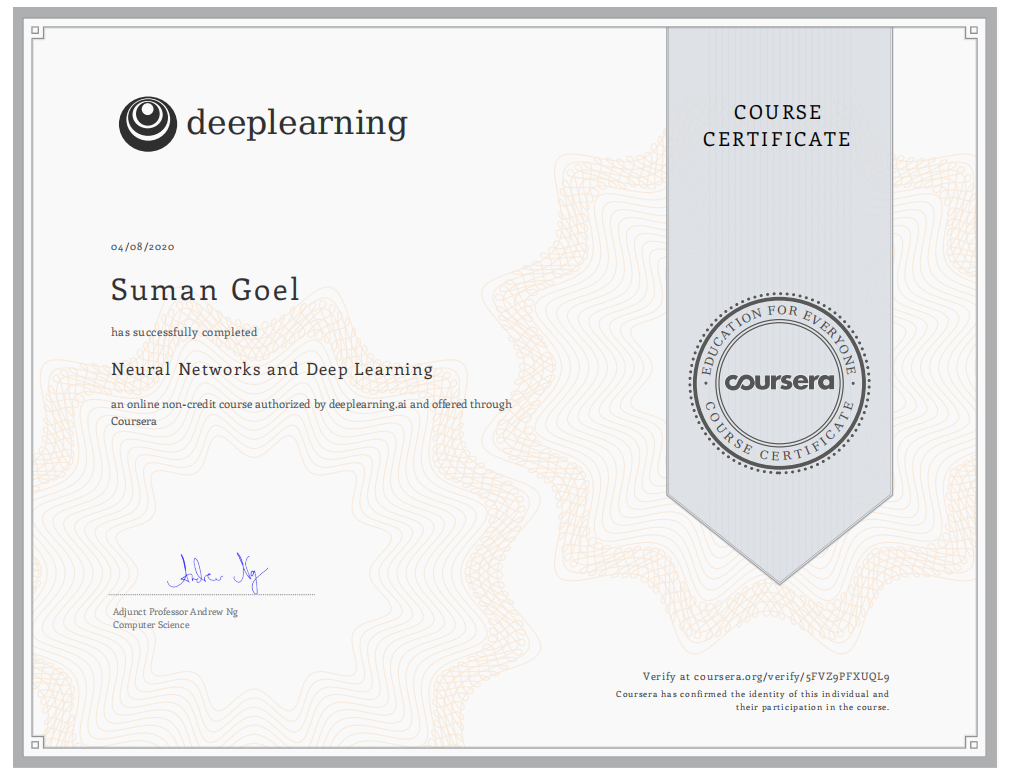 deeplearning
COURSE
CERTIFICATE
04/08/2020
Suman Goel
has successfully completed
Neural Networks and Deep Learning
an online non-credit course authorized by deeplearning.ai and offered through
Coursera
EDUCATION FOR EVERYONE
coursera
COURSE CERTIFICATE
Andrew Ng
Adjunct Professor Andrew Ng
Computer Science
Verify at coursera.org/verify/5FVZ9PFXUQL9
Coursera has confirmed the identity of this individual and
their participation in the course.